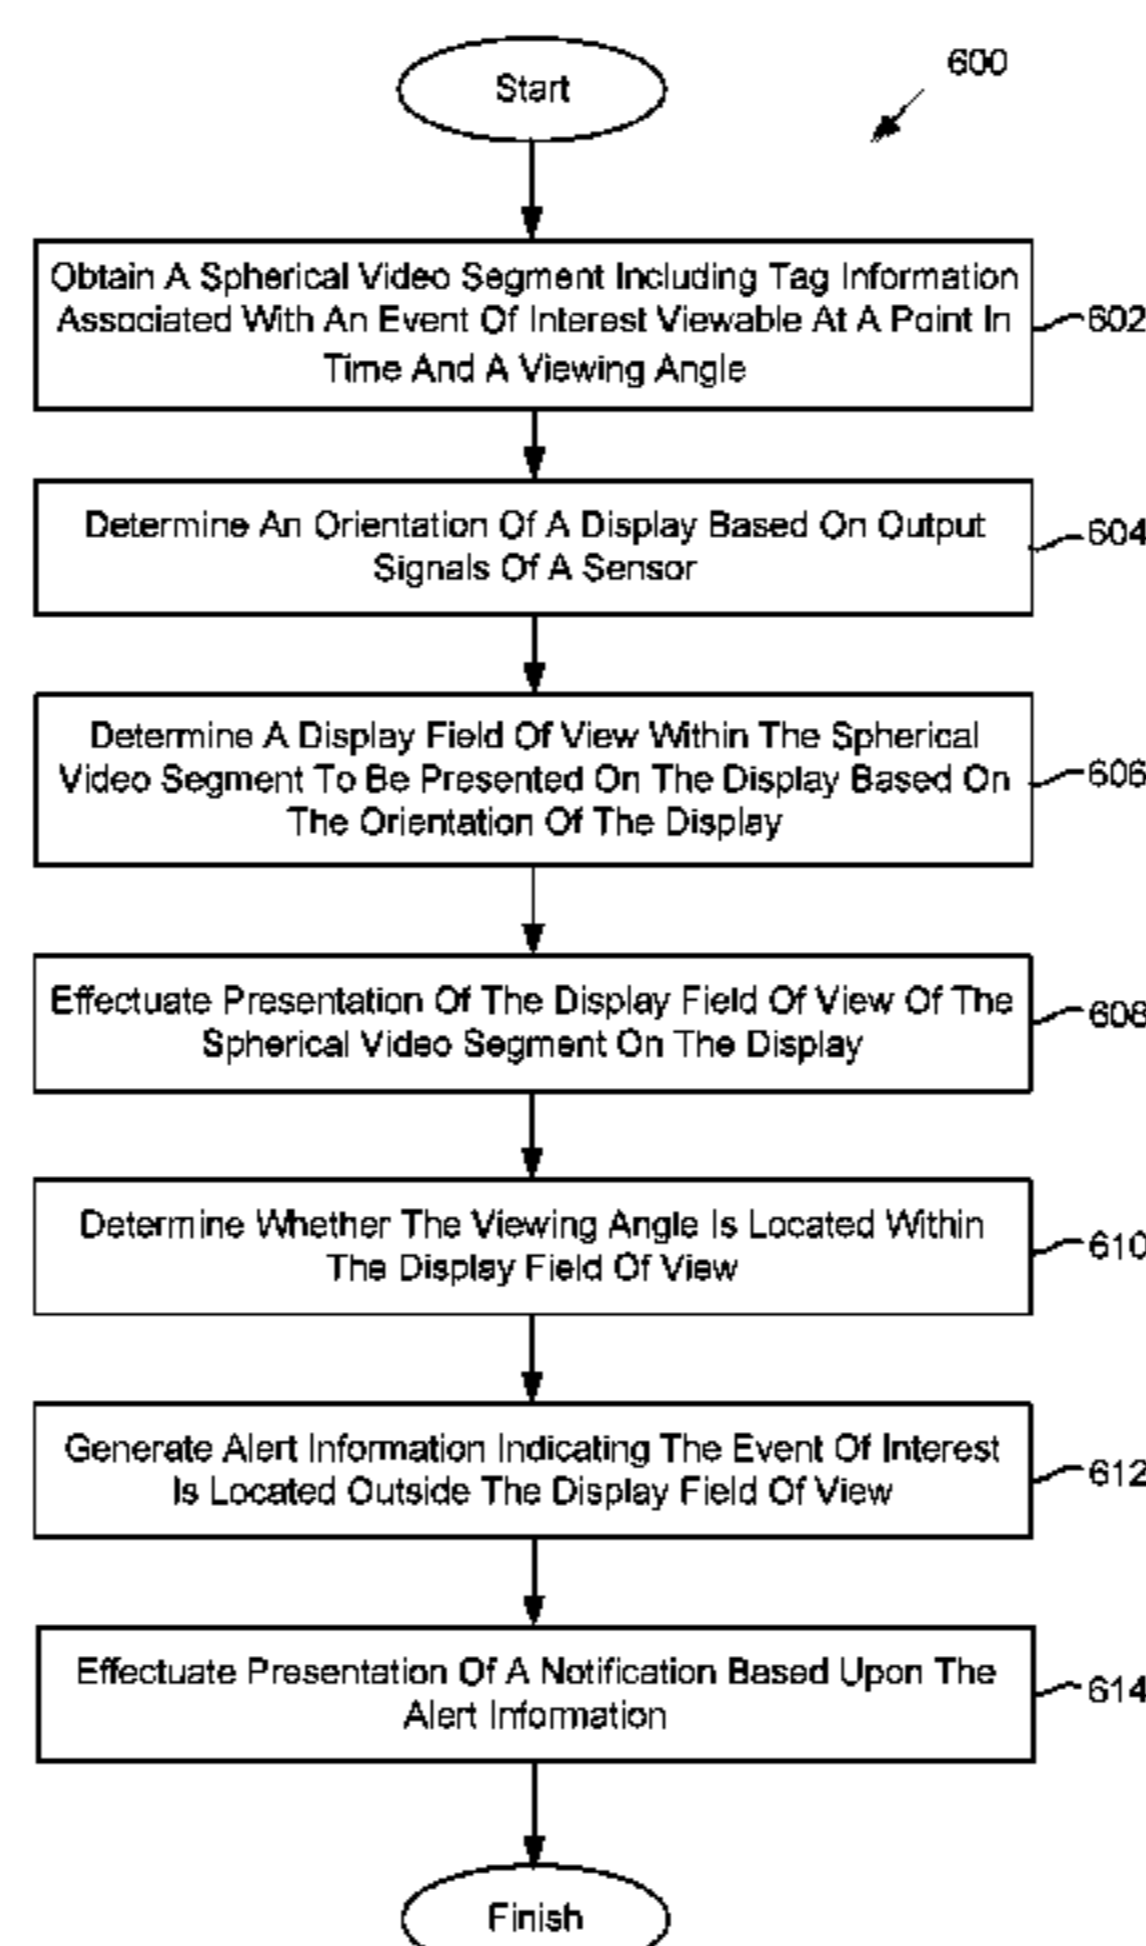 Start
600
Obtain A Spherical Video Segment Including Tag Information
Associated With An Event Of Interest Viewable At A Point In
Time And A Viewing Angle
602
Determine An Orientation Of A Display Based On Output
Signals Of A Sensor
604
Determine A Display Field Of View Within The Spherical
Video Segment To Be Presented On The Display Based On
The Orientation Of The Display
606
Effectuate Presentation Of The Display Field Of View Of The
Spherical Video Segment On The Display
608
Determine Whether The Viewing Angle Is Located Within
The Display Field Of View
610
Generate Alert Information Indicating The Event Of Interest
Is Located Outside The Display Field Of View
612
Effectuate Presentation Of A Notification Based Upon The
Alert Information
614
Finish